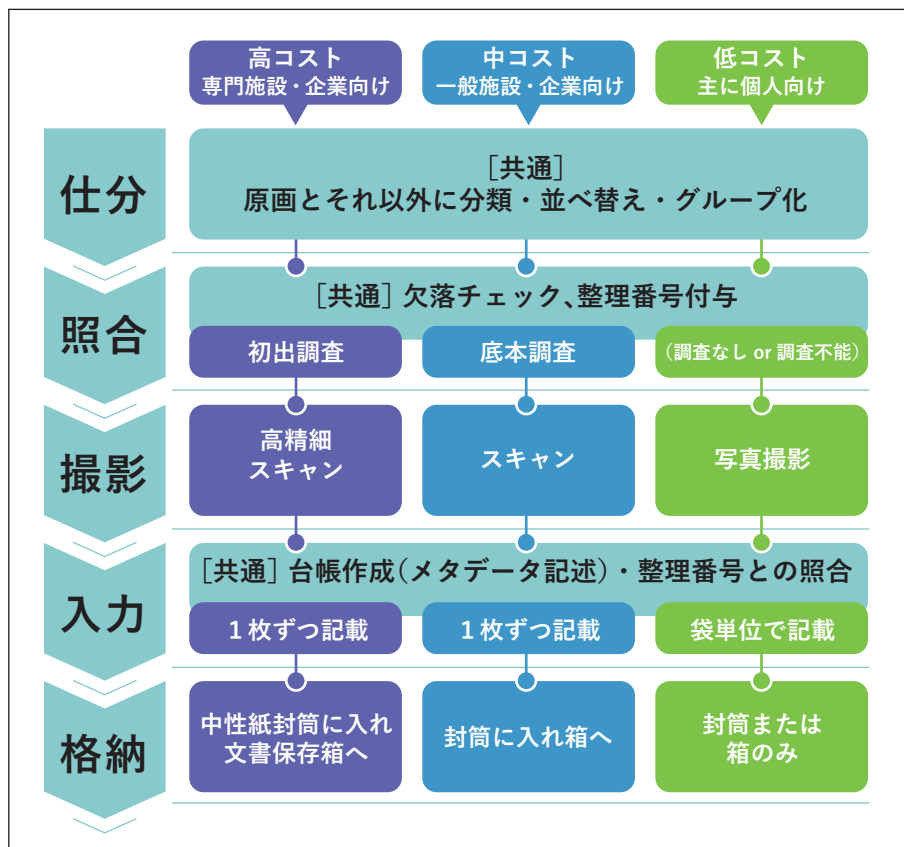 高コスト
専門施設・企業向け
中コスト
一般施設・企業向け
低コスト
主に個人向け
仕分
［共通］
原画とそれ以外に分類・並べ替え・グループ化
照合
［共通］欠落チェック、整理番号付与
初出調査
底本調査
（調査なし or 調査不能）
撮影
高精細
スキャン
スキャン
写真撮影
入力
［共通］台帳作成（メタデータ記述）・整理番号との照合
1枚ずつ記載
1枚ずつ記載
袋単位で記載
格納
中性紙封筒に入れ
文書保存箱へ
封筒に入れ箱へ
封筒または
箱のみ